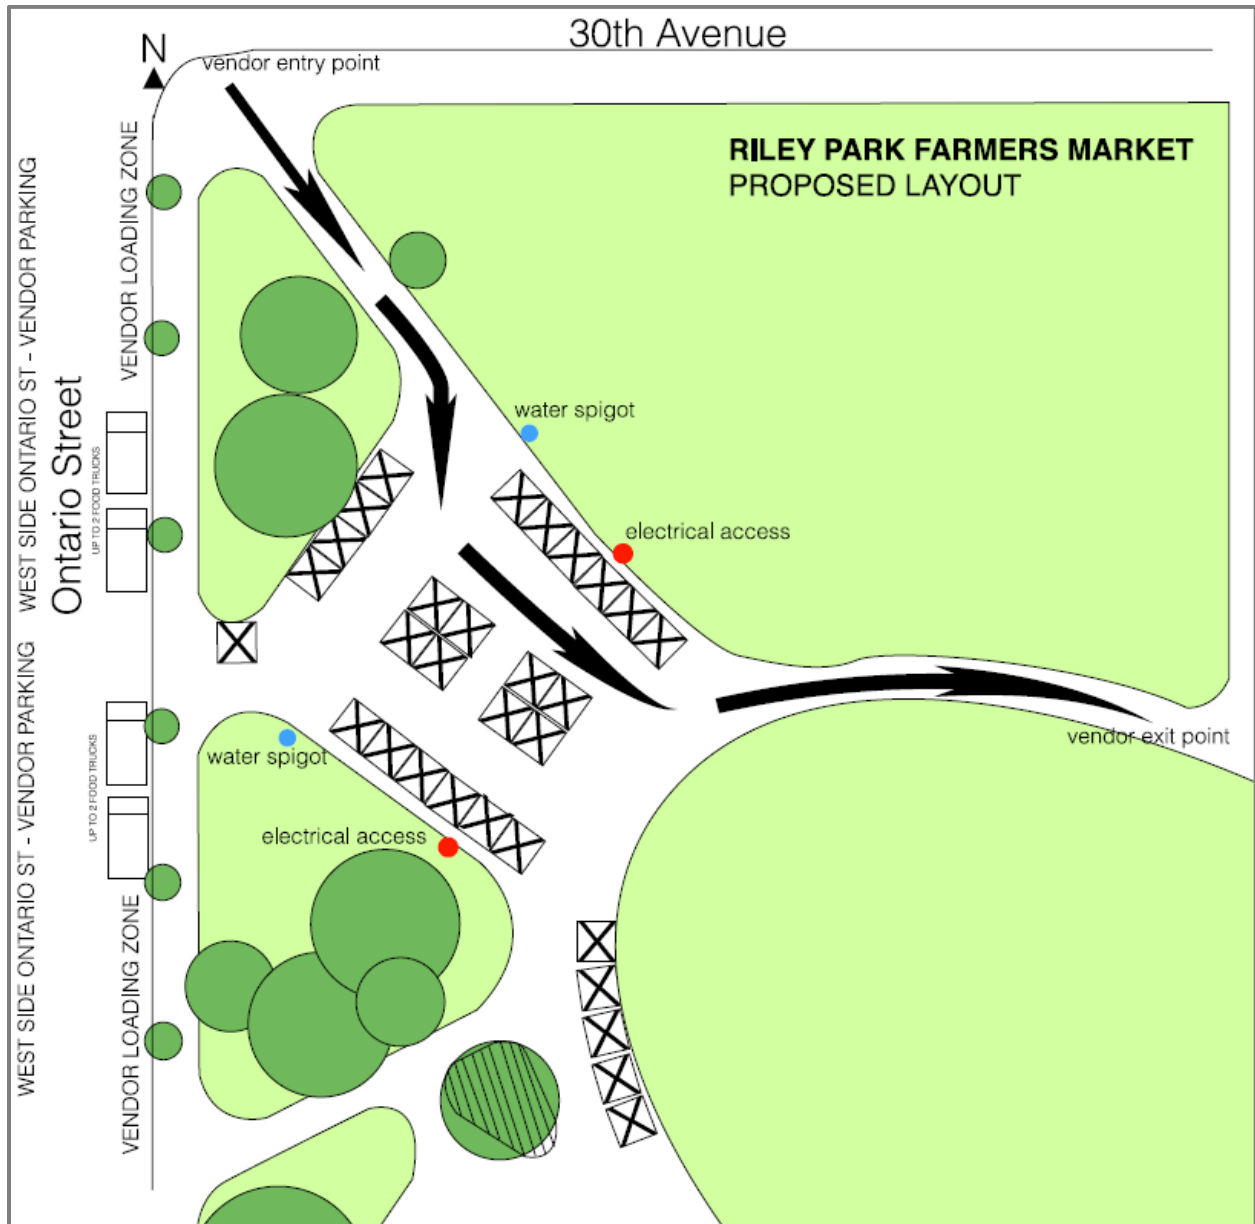 30th Avenue
N
vendor entry point
RILEY PARK FARMERS MARKET
PROPOSED LAYOUT
VENDOR LOADING ZONE
WEST SIDE ONTARIO ST - VENDOR PARKING
Ontario Street
UP TO 2 FOOD TRUCKS
water spigot
electrical access
vendor exit point
WEST SIDE ONTARIO ST - VENDOR PARKING
UP TO 2 FOOD TRUCKS
water spigot
electrical access
VENDOR LOADING ZONE